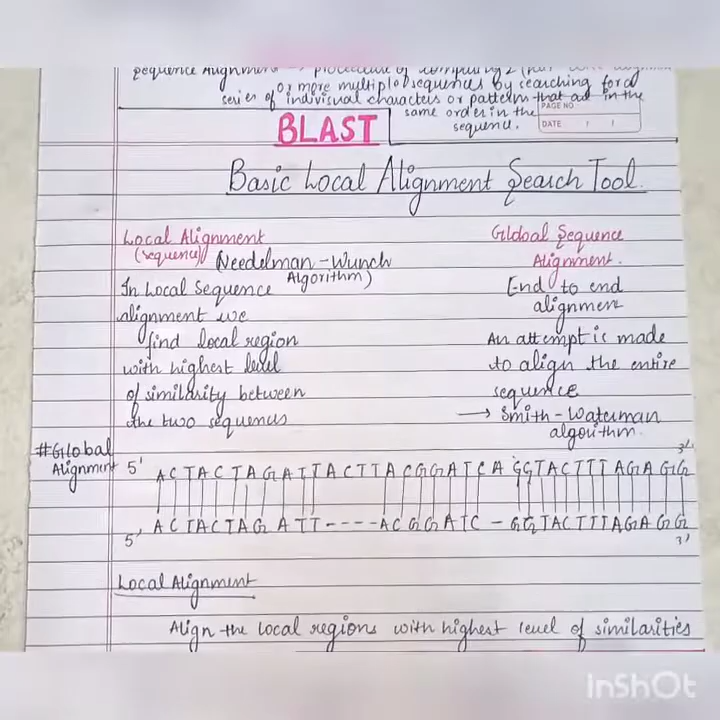 sequence Alignment → procedure of comparing 2 (Pair wise alignment)
or more multiple sequences by searching for a
series of indivisual characters or pattern that ad in the
same order in the
sequence.
PAGE NO
DATE / /
BLAST
Basic Local Alignment Search Tool
Local Alignment
(sequence) (Needelman-Wunch
Algorithm)
In Local Sequence
alignment we
find local region
with highest level
of similarity between
the two sequences
Gldoal Sequence
Alignment.
End to end
alignment
An attempt is made
to align the entire
sequence
→ Smith-Waterman
algorithm.
#Global
Alignment
5' ACTACTAGATTACTTACGGATCAGGTACTTTAGAGG 3'
5' ACTACTAGATT----ACGGATC-GGTACTTTAGAGG 3'
Local Alignment
Align the local regions with highest level of similarities
InShOt